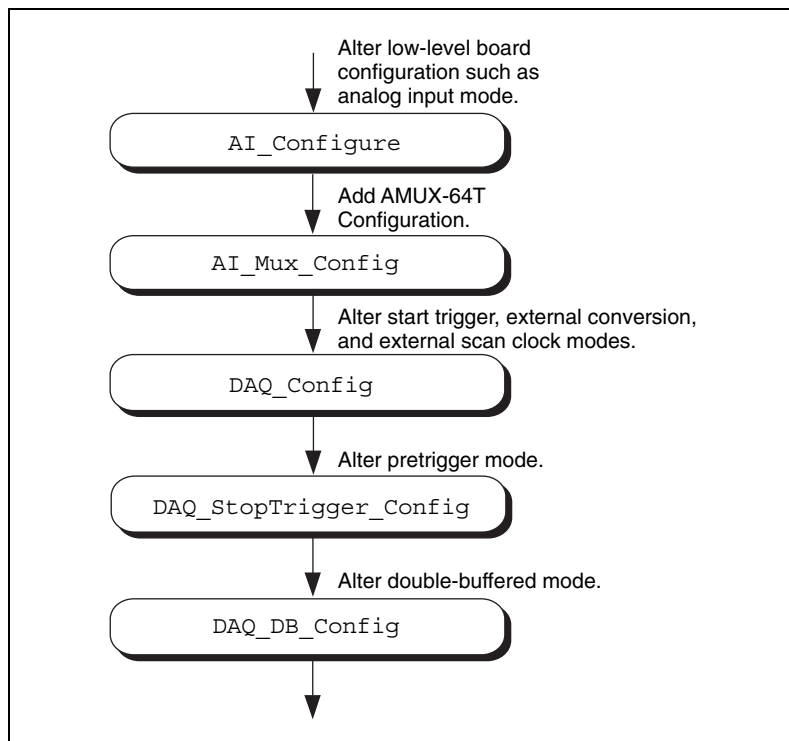 Alter low-level board
configuration such as
analog input mode.
AI_Configure
Add AMUX-64T
Configuration.
AI_Mux_Config
Alter start trigger, external conversion,
and external scan clock modes.
DAQ_Config
Alter pretrigger mode.
DAQ_StopTrigger_Config
Alter double-buffered mode.
DAQ_DB_Config